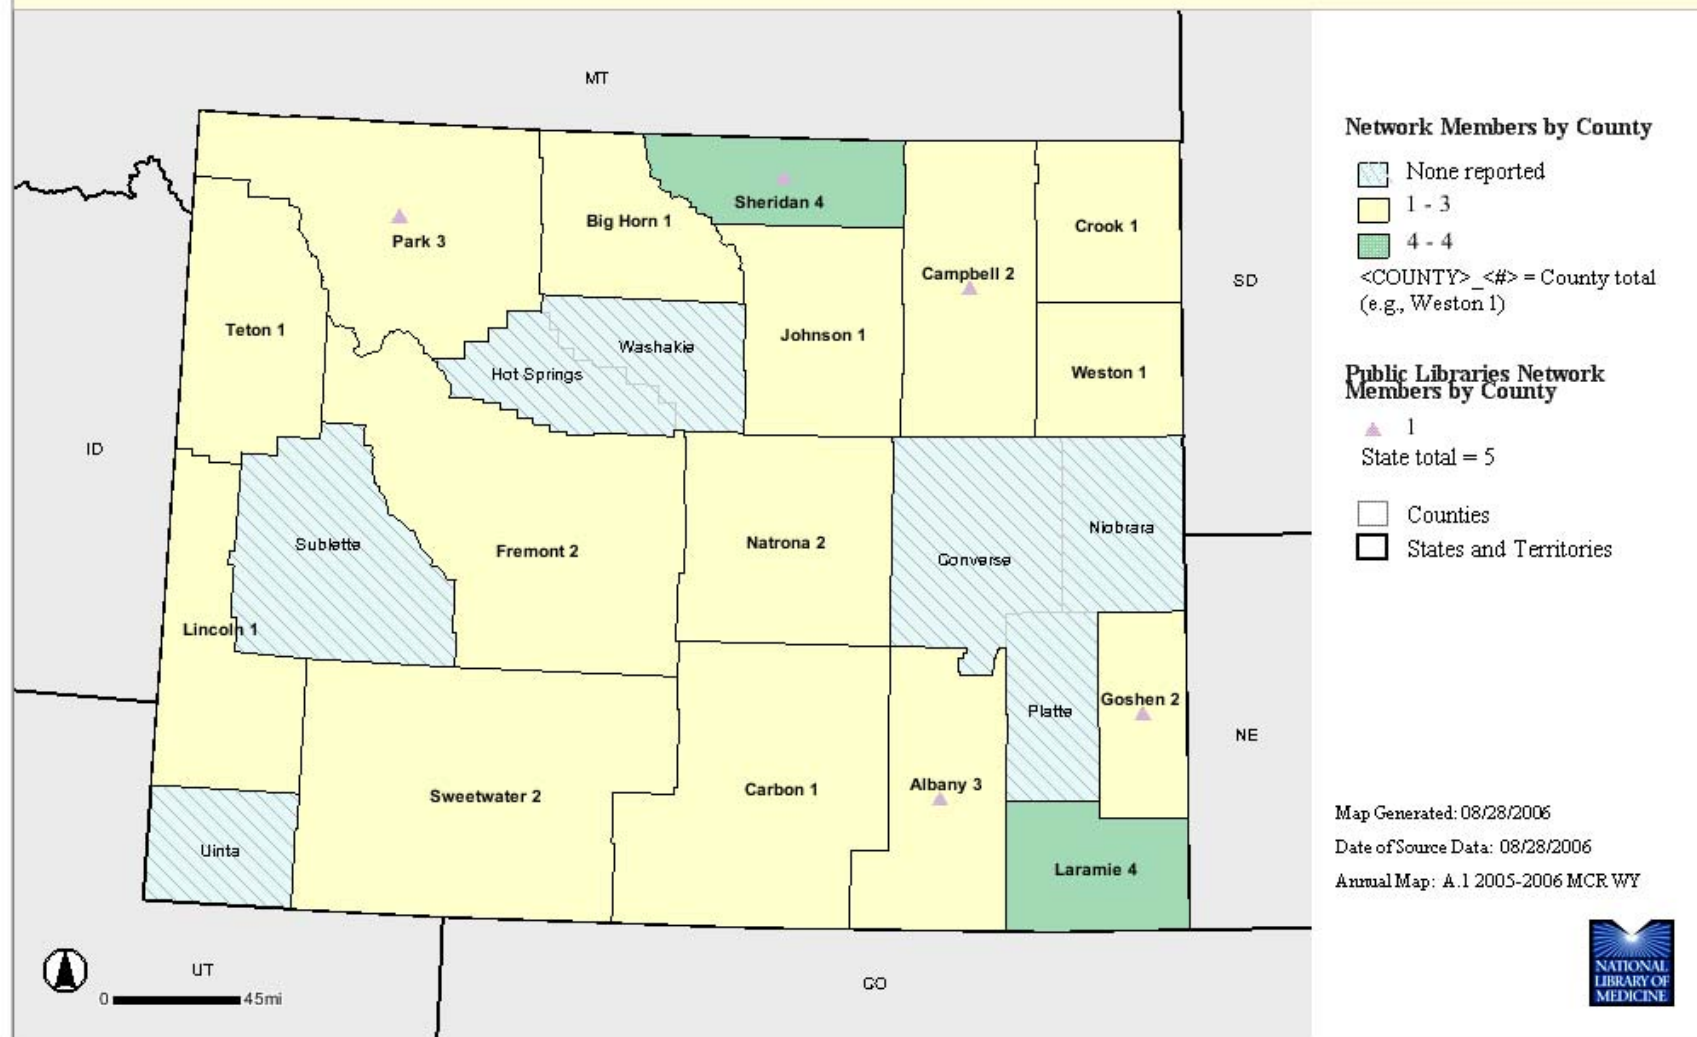 MT
Sheridan 4
Big Horn 1
Park 3
Crook 1
Campbell 2
SD
Teton 1
Johnson 1
Washakie
Hot Springs
Weston 1
ID
Niobrara
Sublette
Fremont 2
Natrona 2
Converse
Lincoln 1
Goshen 2
Platte
NE
Sweetwater 2
Carbon 1
Albany 3
Uinta
Laramie 4
UT
CO
0 45mi
Network Members by County
None reported
1 - 3
4 - 4
<COUNTY>_<#> = County total
(e.g., Weston 1)
Public Libraries Network
Members by County
1
State total = 5
Counties
States and Territories
Map Generated: 08/28/2006
Date of Source Data: 08/28/2006
Annual Map: A.1 2005-2006 MCR WY
NATIONAL
LIBRARY OF
MEDICINE